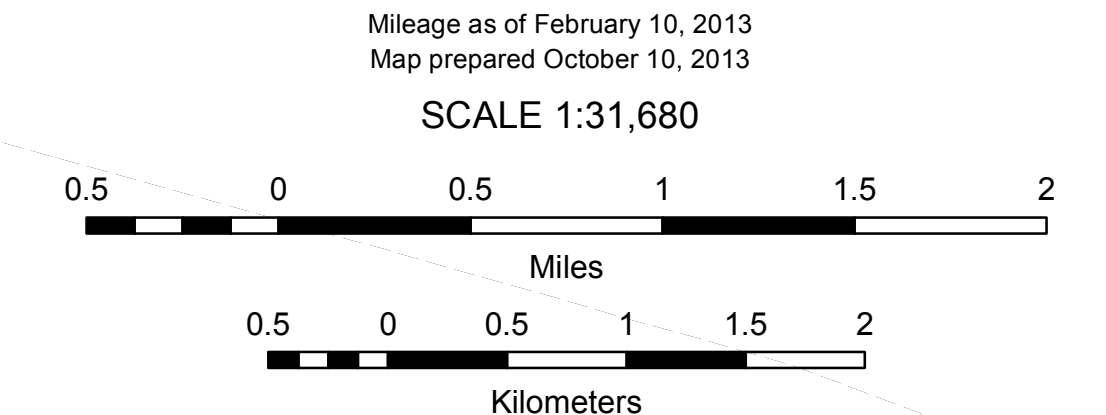 Mileage as of February 10, 2013
Map prepared October 10, 2013
SCALE 1:31,680
0.5 0 0.5 1 1.5 2
Miles
0.5 0 0.5 1 1.5 2
Kilometers